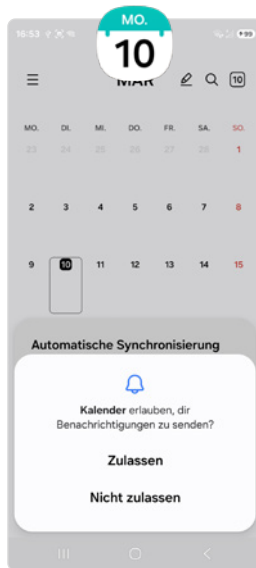 MO.
10
16:53
99
MAR
10
MO. DI. MI. DO. FR. SA. SO.
23 24 25 26 27 28 1
2 3 4 5 6 7 8
9 10 11 12 13 14 15
Automatische Synchronisierung
Kalender erlauben, dir
Benachrichtigungen zu senden?
Zulassen
Nicht zulassen